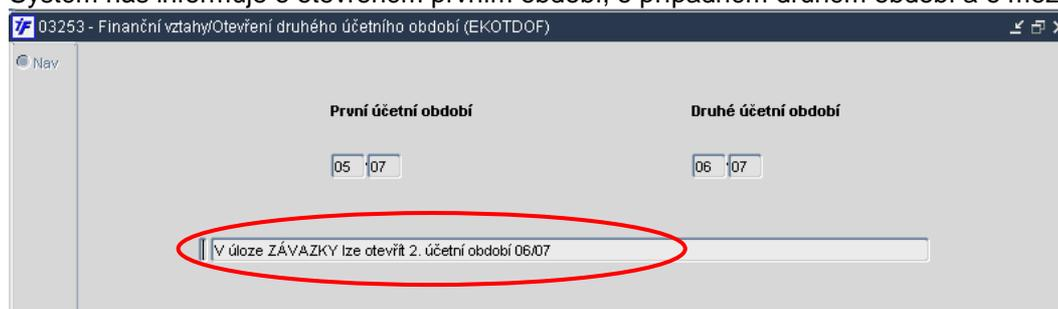 Systém nás informuje o otevřeném prvním období, o případném druhém období a o
03253 - Finanční vztahy/Otevření druhého účetního období (EKOTDOF)
Nav
První účetní období Druhé účetní období
05 07 06 07
V úloze ZÁVAZKY lze otevřít 2. účetní období 06/07